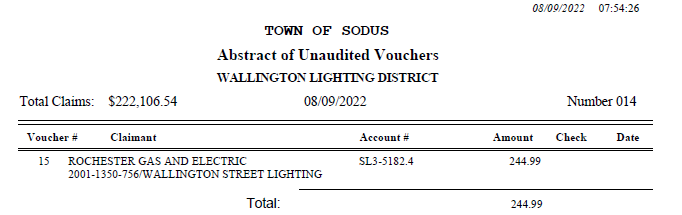 08/09/2022 07:54:26
TOWN OF SODUS
Abstract of Unaudited Vouchers
WALLINGTON LIGHTING DISTRICT
Total Claims: $222,106.54 08/09/2022 Number 014
Voucher # Claimant Account # Amount Check Date
15 ROCHESTER GAS AND ELECTRIC SL3-5182.4 244.99
2001-1350-756/WALLINGTON STREET LIGHTING
Total: 244.99